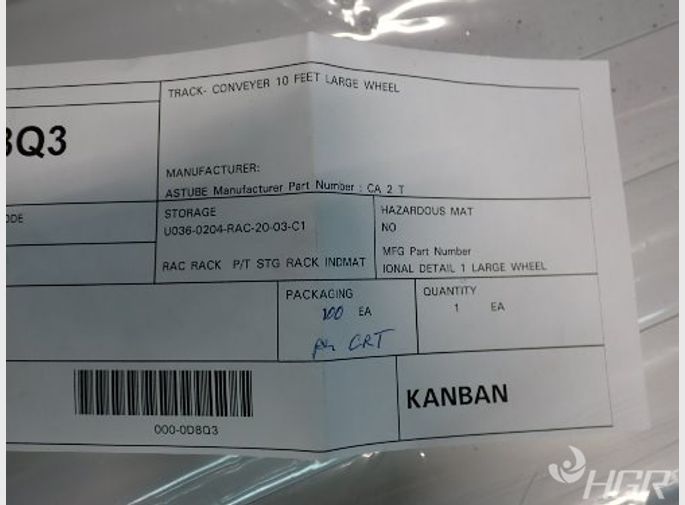 TRACK- CONVEYER 10 FEET LARGE WHEEL
8Q3
MANUFACTURER:
ASTUBE Manufacturer Part Number : CA 2 T
ODE
STORAGE
U036-0204-RAC-20-03-C1
RAC RACK P/T STG RACK INDMAT
HAZARDOUS MAT
NO
MFG Part Number
IONAL DETAIL 1 LARGE WHEEL
PACKAGING
100 EA
CRT
QUANTITY
1 EA
000-0D8Q3
KANBAN
HGR